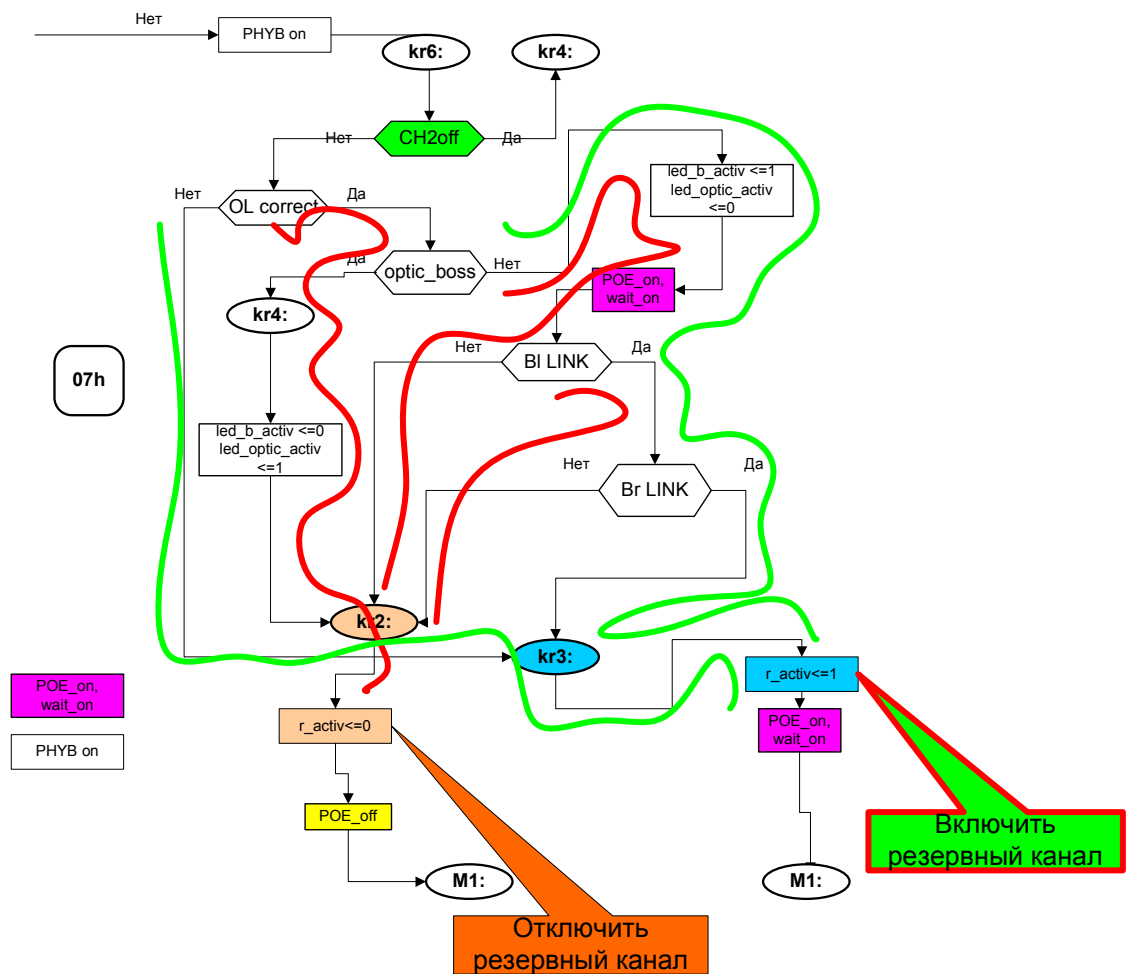 Нет
PHYB on
kr6:
kr4:
CH2off
Нет
Да
led_b_activ <=1
led_optic_activ
<=0
Нет
Да
OL correct
Да
optic_boss
Нет
POE_on,
wait_on
kr4:
Нет
Да
Bl LINK
07h
led_b_activ <=0
led_optic_activ
<=1
Нет
Да
Br LINK
kr2:
kr3:
r_activ<=1
POE_on,
wait_on
r_activ<=0
POE_on,
wait_on
PHYB on
POE_off
Включить
резервный канал
M1:
M1:
Отключить
резервный канал